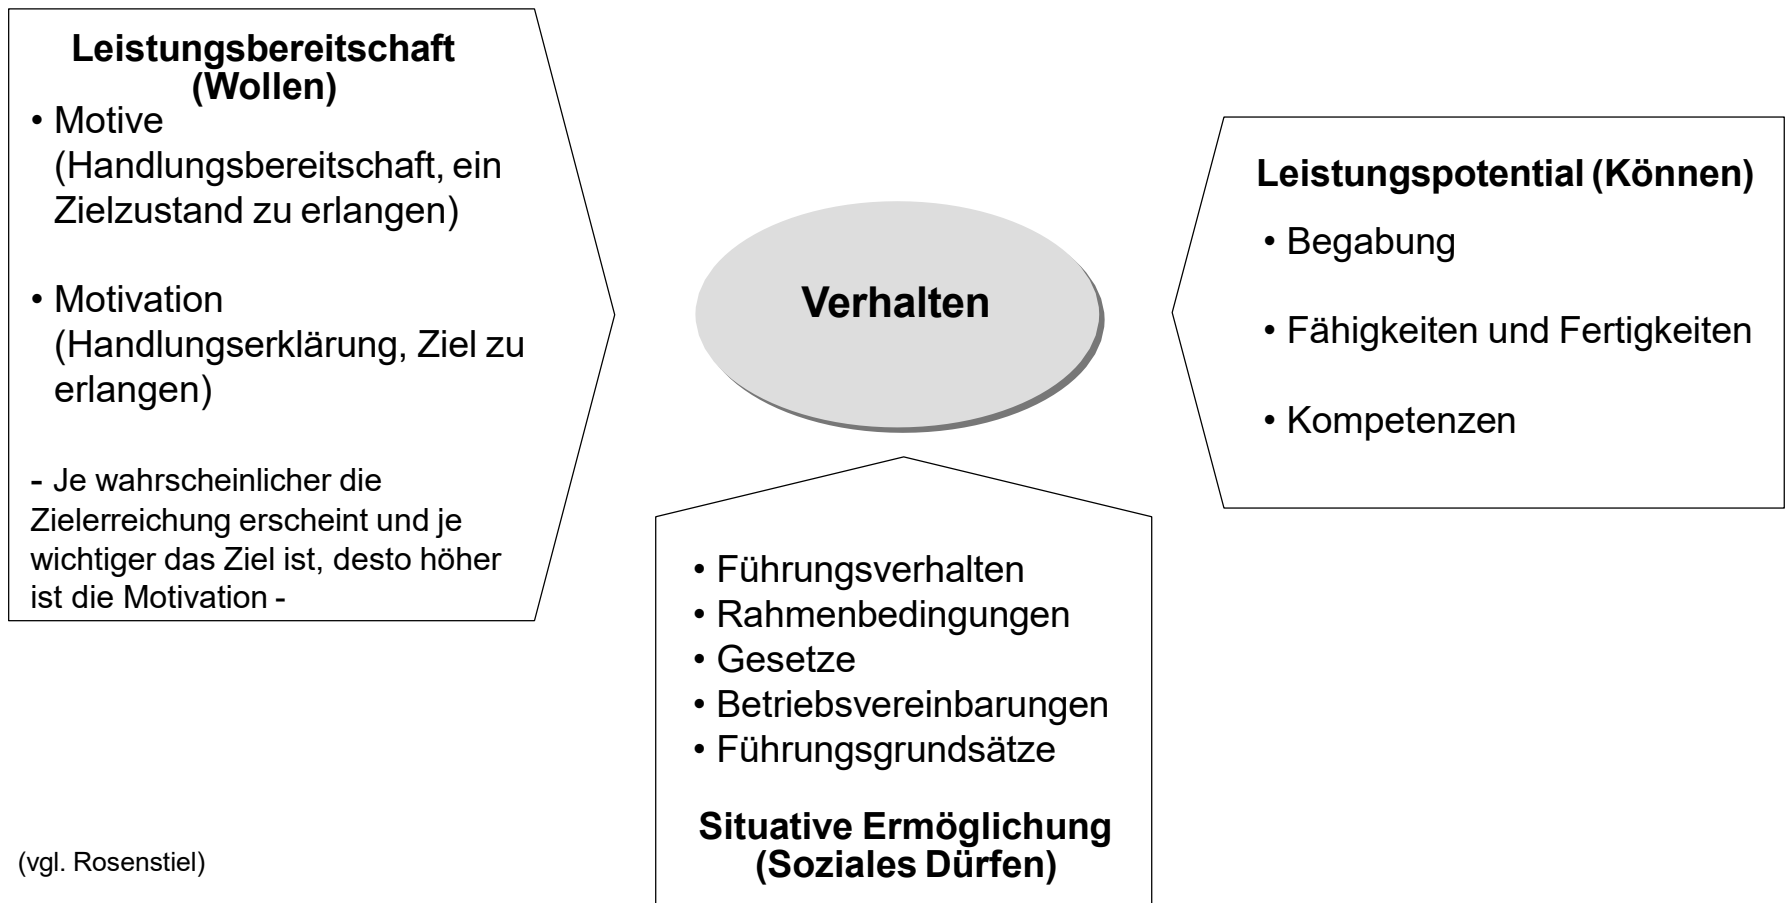 Leistungsbereitschaft
(Wollen)
• Motive
(Handlungsbereitschaft, ein
Zielzustand zu erlangen)
• Motivation
(Handlungserklärung, Ziel zu
erlangen)
- Je wahrscheinlicher die
Zielerreichung erscheint und je
wichtiger das Ziel ist, desto höher
ist die Motivation -
Verhalten
Leistungspotential (Können)
• Begabung
• Fähigkeiten und Fertigkeiten
• Kompetenzen
• Führungsverhalten
• Rahmenbedingungen
• Gesetze
• Betriebsvereinbarungen
• Führungsgrundsätze
Situative Ermöglichung
(Soziales Dürfen)
(vgl. Rosenstiel)